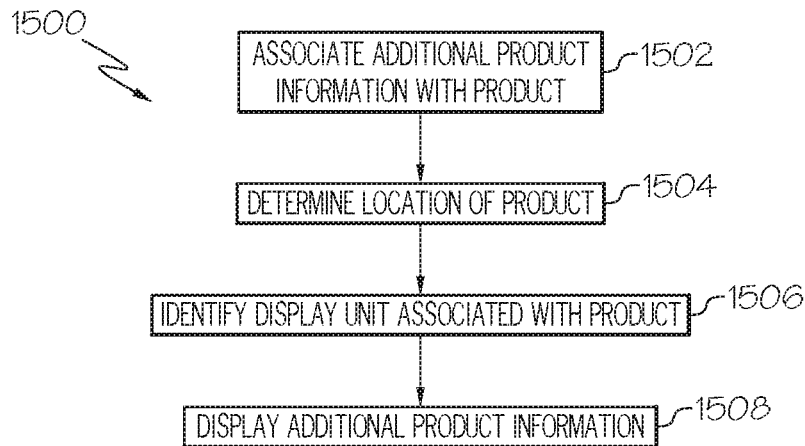 1500
ASSOCIATE ADDITIONAL PRODUCT
INFORMATION WITH PRODUCT
1502
DETERMINE LOCATION OF PRODUCT
1504
IDENTIFY DISPLAY UNIT ASSOCIATED WITH PRODUCT
1506
DISPLAY ADDITIONAL PRODUCT INFORMATION
1508